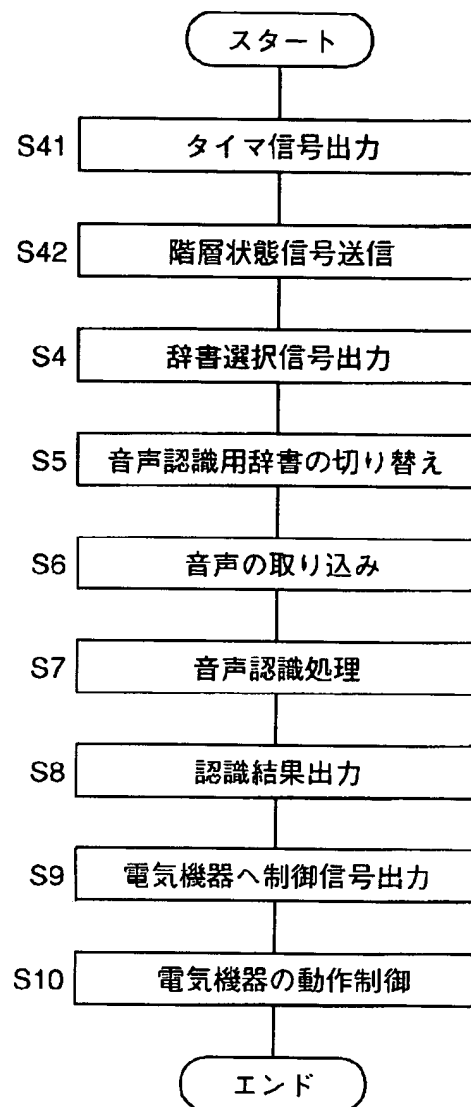 スタート
S41 タイマ信号出力
S42 階層状態信号送信
S4 辞書選択信号出力
S5 音声認識用辞書の切り替え
S6 音声の取り込み
S7 音声認識処理
S8 認識結果出力
S9 電気機器へ制御信号出力
S10 電気機器の動作制御
エンド